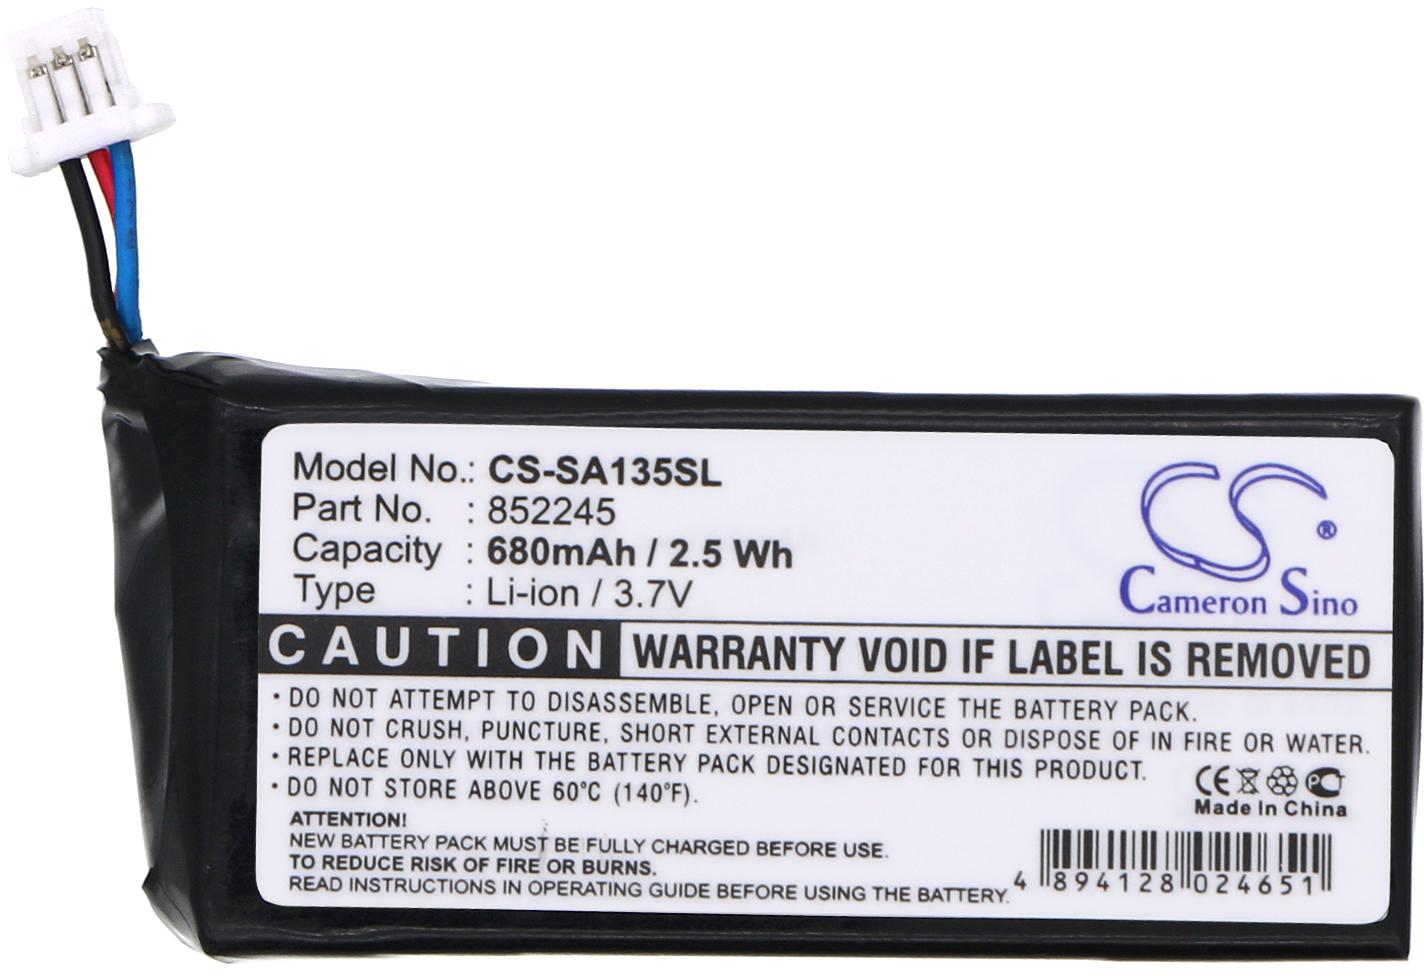 Model No.: CS-SA135SL
Part No. : 852245
Capacity : 680mAh / 2.5 Wh
Type : Li-ion / 3.7V
CS ®
Cameron Sino
CAUTION WARRANTY VOID IF LABEL IS REMOVED
• DO NOT ATTEMPT TO DISASSEMBLE, OPEN OR SERVICE THE BATTERY PACK.
• DO NOT CRUSH, PUNCTURE, SHORT EXTERNAL CONTACTS OR DISPOSE OF IN FIRE OR WATER.
• REPLACE ONLY WITH THE BATTERY PACK DESIGNATED FOR THIS PRODUCT.
• DO NOT STORE ABOVE 60°C (140°F).
CE
Made In China
ATTENTION!
NEW BATTERY PACK MUST BE FULLY CHARGED BEFORE USE.
TO REDUCE RISK OF FIRE OR BURNS.
READ INSTRUCTIONS IN OPERATING GUIDE BEFORE USING THE BATTERY.
4 894128 024651